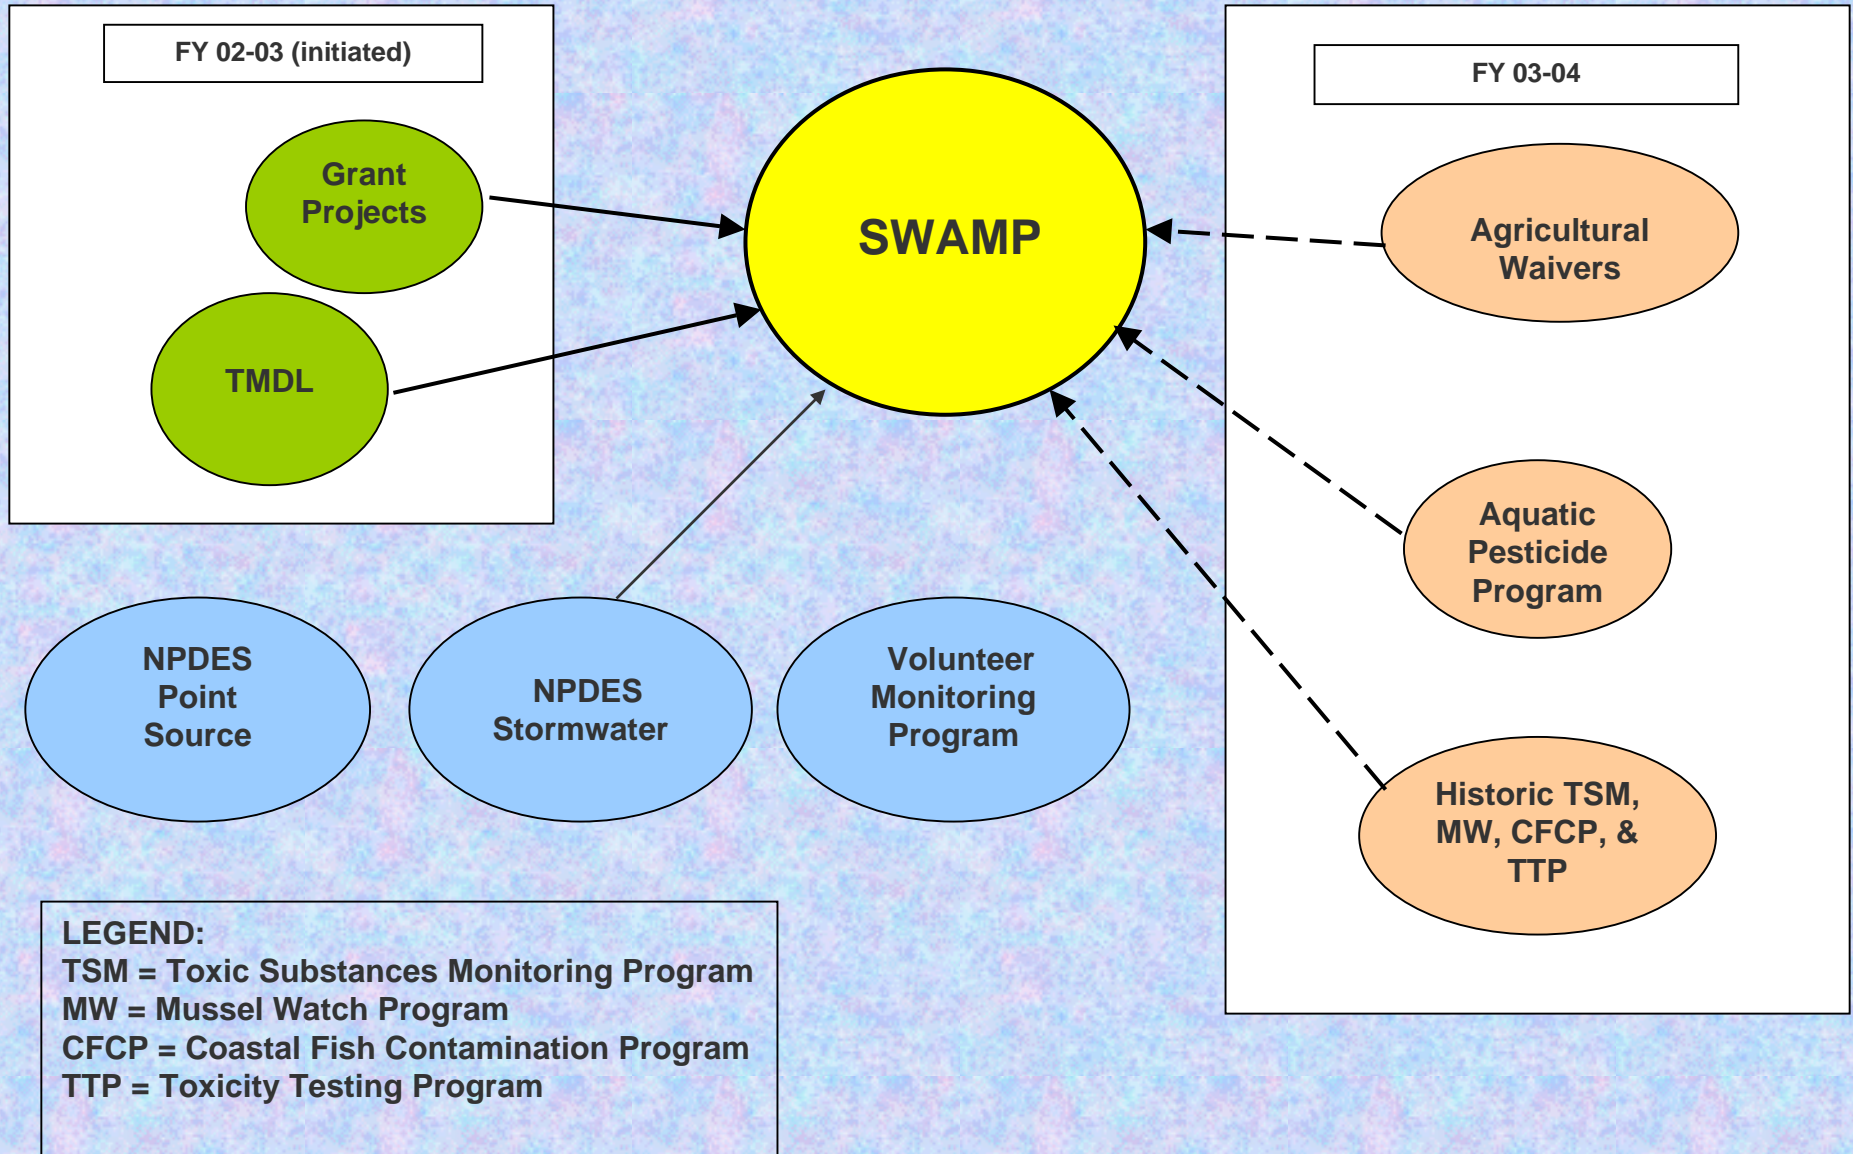 FY 02-03 (initiated)
Grant
Projects
TMDL
SWAMP
FY 03-04
Agricultural
Waivers
Aquatic
Pesticide
Program
Historic TSM,
MW, CFCP, &
TTP
NPDES
Point
Source
NPDES
Stormwater
Volunteer
Monitoring
Program
LEGEND:
TSM = Toxic Substances Monitoring Program
MW = Mussel Watch Program
CFCP = Coastal Fish Contamination Program
TTP = Toxicity Testing Program